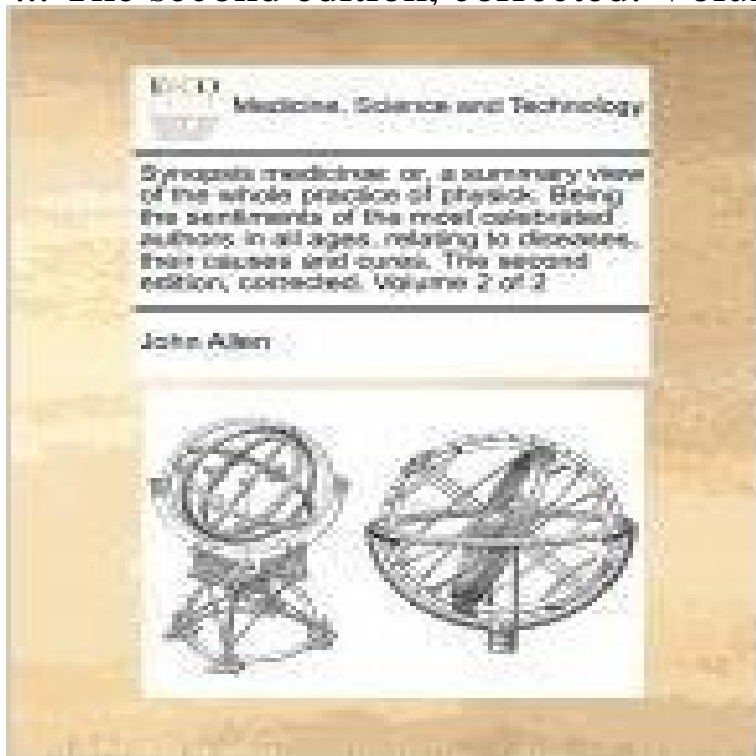 ... The second edition, corrected. Volu
ECCO
Medicine, Science and Technology
Synopsis medicinæ: or, a summary view
of the whole practice of physick. Being
the sentiments of the most celebrated
authors in all ages, relating to diseases,
their causes and cures. The second
edition, corrected. Volume 2 of 2
John Allen